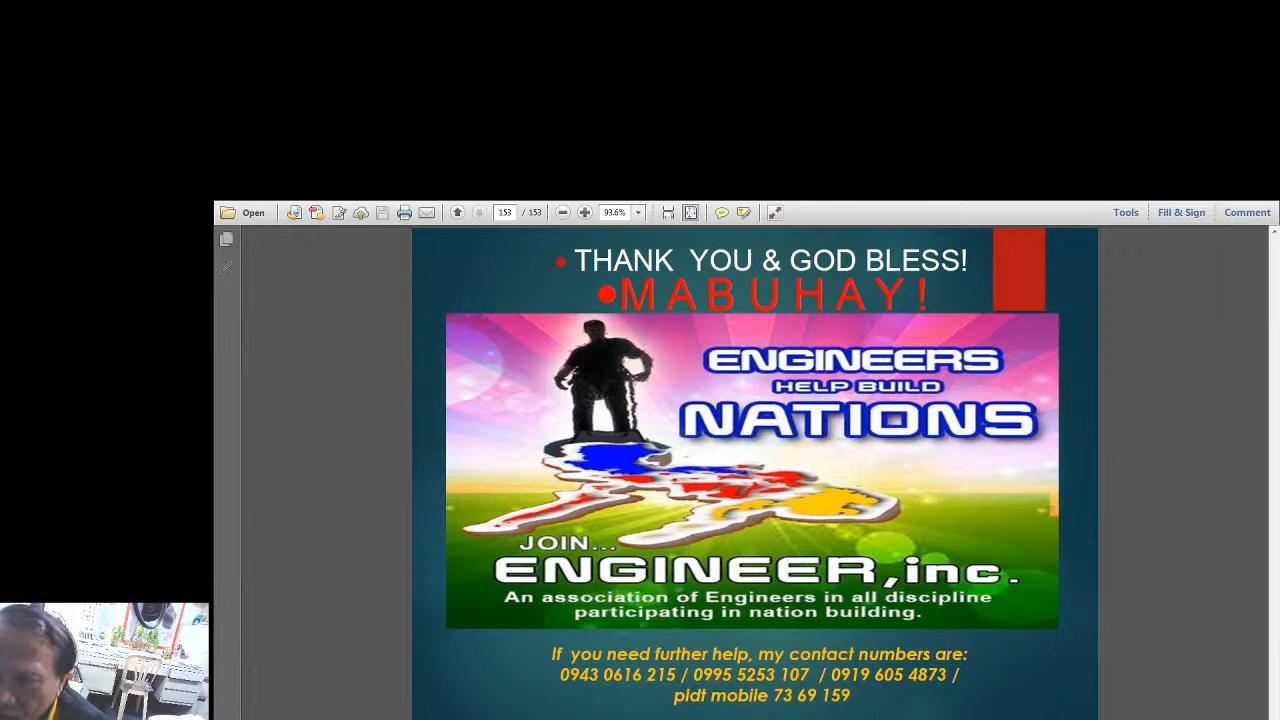 Open 153 / 153 93.6% Tools Fill & Sign Comment
• THANK YOU & GOD BLESS!
•MABUHAY!
ENGINEERS
HELP BUILD
NATIONS
JOIN...
ENGINEER,inc.
An association of Engineers in all discipline
participating in nation building.
If you need further help, my contact numbers are:
0943 0616 215 / 0995 5253 107 / 0919 605 4873 /
pldt mobile 73 69 159